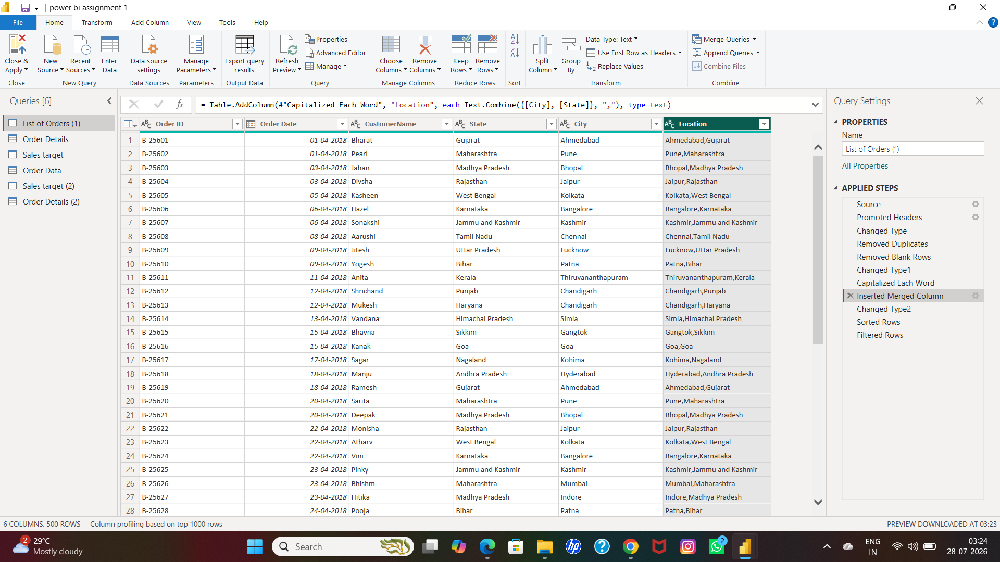 power bi assignment 1
File Home Transform Add Column View Tools Help
Close & Apply
Close
New Source
Recent Sources
Enter Data
New Query
Data source settings
Data Sources
Manage Parameters
Parameters
Export query results
Output Data
Refresh Preview
Properties
Advanced Editor
Manage
Query
Choose Columns
Remove Columns
Manage Columns
Keep Rows
Remove Rows
Reduce Rows
Sort
Split Column
Group By
Data Type: Text
Use First Row as Headers
Replace Values
Transform
Merge Queries
Append Queries
Combine Files
Combine
Queries [6]
List of Orders (1)
Order Details
Sales target
Order Data
Sales target (2)
Order Details (2)
= Table.AddColumn(#"Capitalized Each Word", "Location", each Text.Combine({[City], [State]}, ","), type text)
Order ID Order Date CustomerName State City Location
1 B-25601 01-04-2018 Bharat Gujarat Ahmedabad Ahmedabad,Gujarat
2 B-25602 01-04-2018 Pearl Maharashtra Pune Pune,Maharashtra
3 B-25603 03-04-2018 Jahan Madhya Pradesh Bhopal Bhopal,Madhya Pradesh
4 B-25604 03-04-2018 Divsha Rajasthan Jaipur Jaipur,Rajasthan
5 B-25605 05-04-2018 Kasheen West Bengal Kolkata Kolkata,West Bengal
6 B-25606 06-04-2018 Hazel Karnataka Bangalore Bangalore,Karnataka
7 B-25607 06-04-2018 Sonakshi Jammu and Kashmir Kashmir Kashmir,Jammu and Kashmir
8 B-25608 08-04-2018 Aarushi Tamil Nadu Chennai Chennai,Tamil Nadu
9 B-25609 09-04-2018 Jitesh Uttar Pradesh Lucknow Lucknow,Uttar Pradesh
10 B-25610 09-04-2018 Yogesh Bihar Patna Patna,Bihar
11 B-25611 11-04-2018 Anita Kerala Thiruvananthapuram Thiruvananthapuram,Kerala
12 B-25612 12-04-2018 Shrichand Punjab Chandigarh Chandigarh,Punjab
13 B-25613 12-04-2018 Mukesh Haryana Chandigarh Chandigarh,Haryana
14 B-25614 13-04-2018 Vandana Himachal Pradesh Simla Simla,Himachal Pradesh
15 B-25615 15-04-2018 Bhavna Sikkim Gangtok Gangtok,Sikkim
16 B-25616 15-04-2018 Kanak Goa Goa Goa,Goa
17 B-25617 17-04-2018 Sagar Nagaland Kohima Kohima,Nagaland
18 B-25618 18-04-2018 Manju Andhra Pradesh Hyderabad Hyderabad,Andhra Pradesh
19 B-25619 18-04-2018 Ramesh Gujarat Ahmedabad Ahmedabad,Gujarat
20 B-25620 20-04-2018 Sarita Maharashtra Pune Pune,Maharashtra
21 B-25621 20-04-2018 Deepak Madhya Pradesh Bhopal Bhopal,Madhya Pradesh
22 B-25622 22-04-2018 Monisha Rajasthan Jaipur Jaipur,Rajasthan
23 B-25623 22-04-2018 Atharv West Bengal Kolkata Kolkata,West Bengal
24 B-25624 22-04-2018 Vini Karnataka Bangalore Bangalore,Karnataka
25 B-25625 23-04-2018 Pinky Jammu and Kashmir Kashmir Kashmir,Jammu and Kashmir
26 B-25626 23-04-2018 Bhishm Maharashtra Mumbai Mumbai,Maharashtra
27 B-25627 23-04-2018 Hitika Madhya Pradesh Indore Indore,Madhya Pradesh
28 B-25628 24-04-2018 Pooja Bihar Patna Patna,Bihar
Query Settings
PROPERTIES
Name
List of Orders (1)
All Properties
APPLIED STEPS
Source
Promoted Headers
Changed Type
Removed Duplicates
Removed Blank Rows
Changed Type1
Capitalized Each Word
Inserted Merged Column
Changed Type2
Sorted Rows
Filtered Rows
6 COLUMNS, 500 ROWS Column profiling based on top 1000 rows PREVIEW DOWNLOADED AT 03:23
2
29°C
Mostly cloudy
Search
hp
2
ENG
IN
03:24
28-07-2026